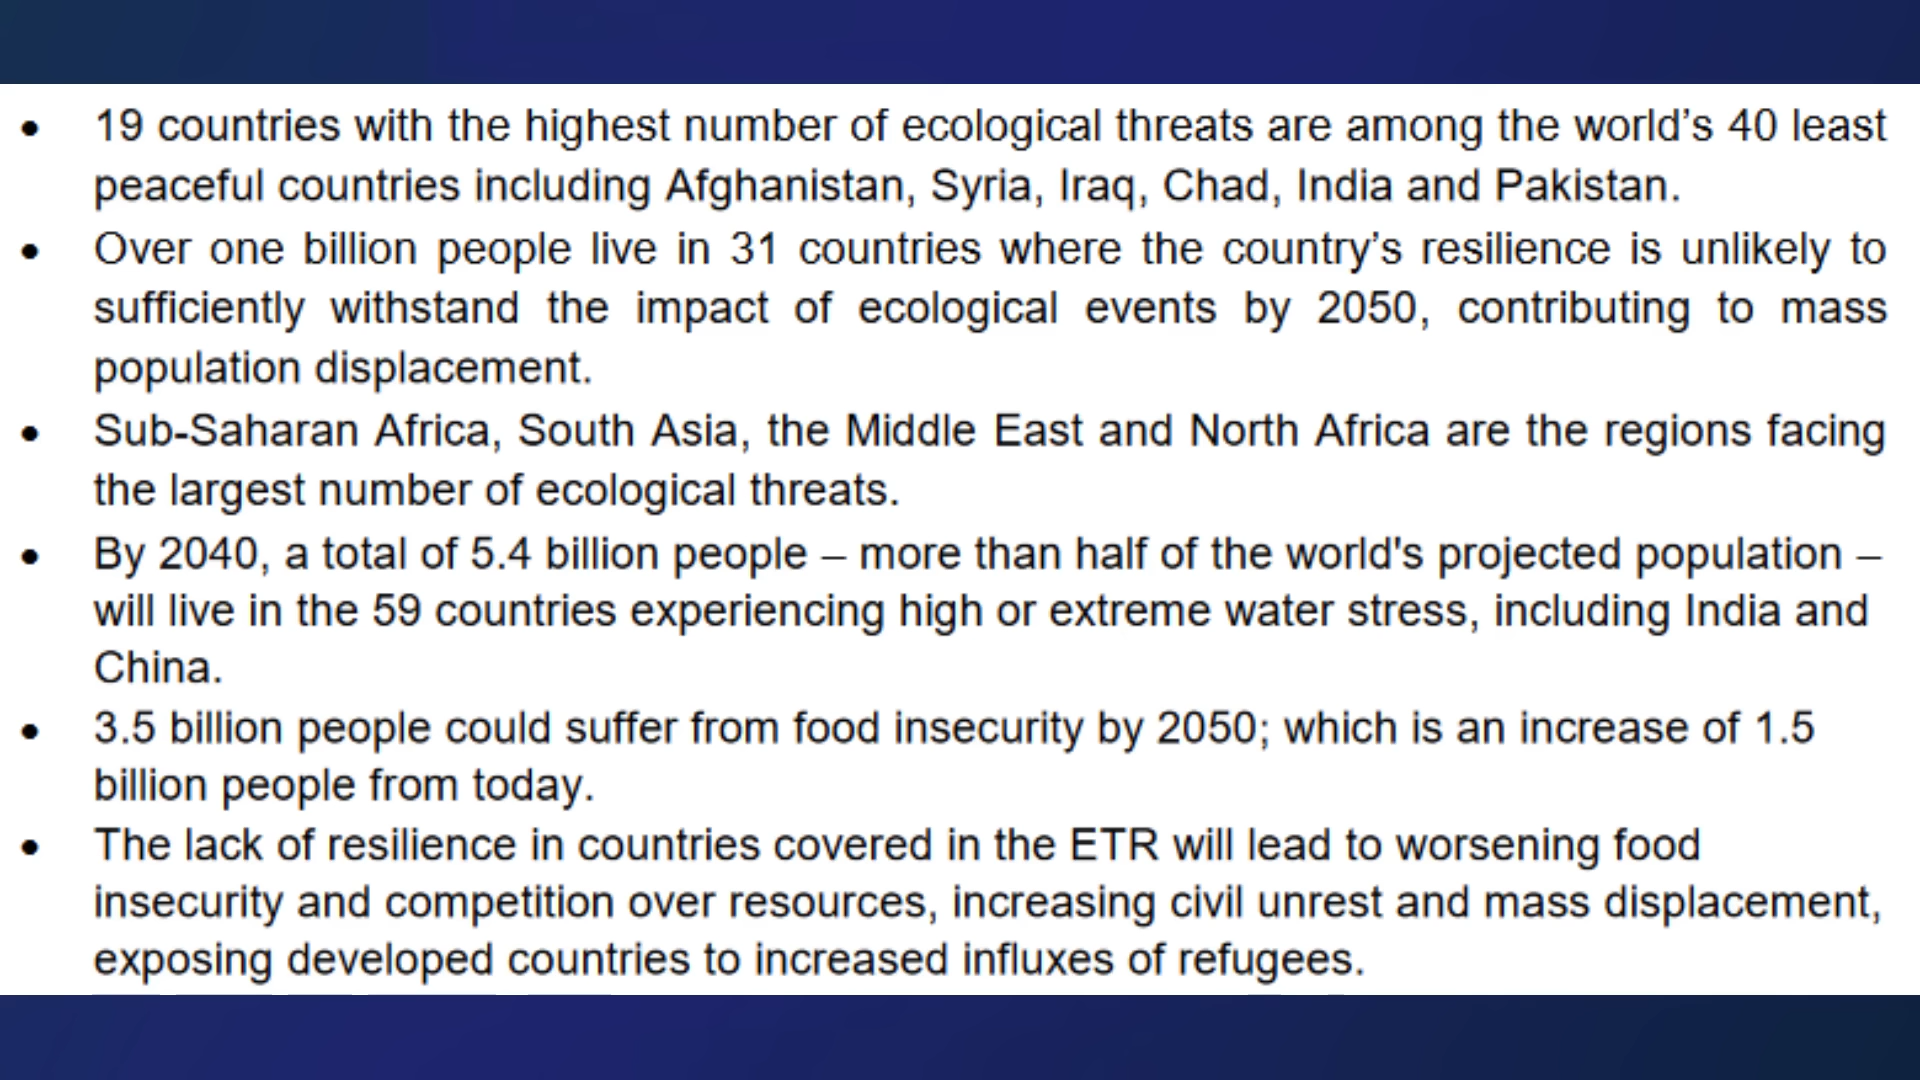 • 19 countries with the highest number of ecological threats are among the world’s 40 least
peaceful countries including Afghanistan, Syria, Iraq, Chad, India and Pakistan.
• Over one billion people live in 31 countries where the country’s resilience is unlikely to
sufficiently withstand the impact of ecological events by 2050, contributing to mass
population displacement.
• Sub-Saharan Africa, South Asia, the Middle East and North Africa are the regions facing
the largest number of ecological threats.
• By 2040, a total of 5.4 billion people – more than half of the world's projected population –
will live in the 59 countries experiencing high or extreme water stress, including India and
China.
• 3.5 billion people could suffer from food insecurity by 2050; which is an increase of 1.5
billion people from today.
• The lack of resilience in countries covered in the ETR will lead to worsening food
insecurity and competition over resources, increasing civil unrest and mass displacement,
exposing developed countries to increased influxes of refugees.